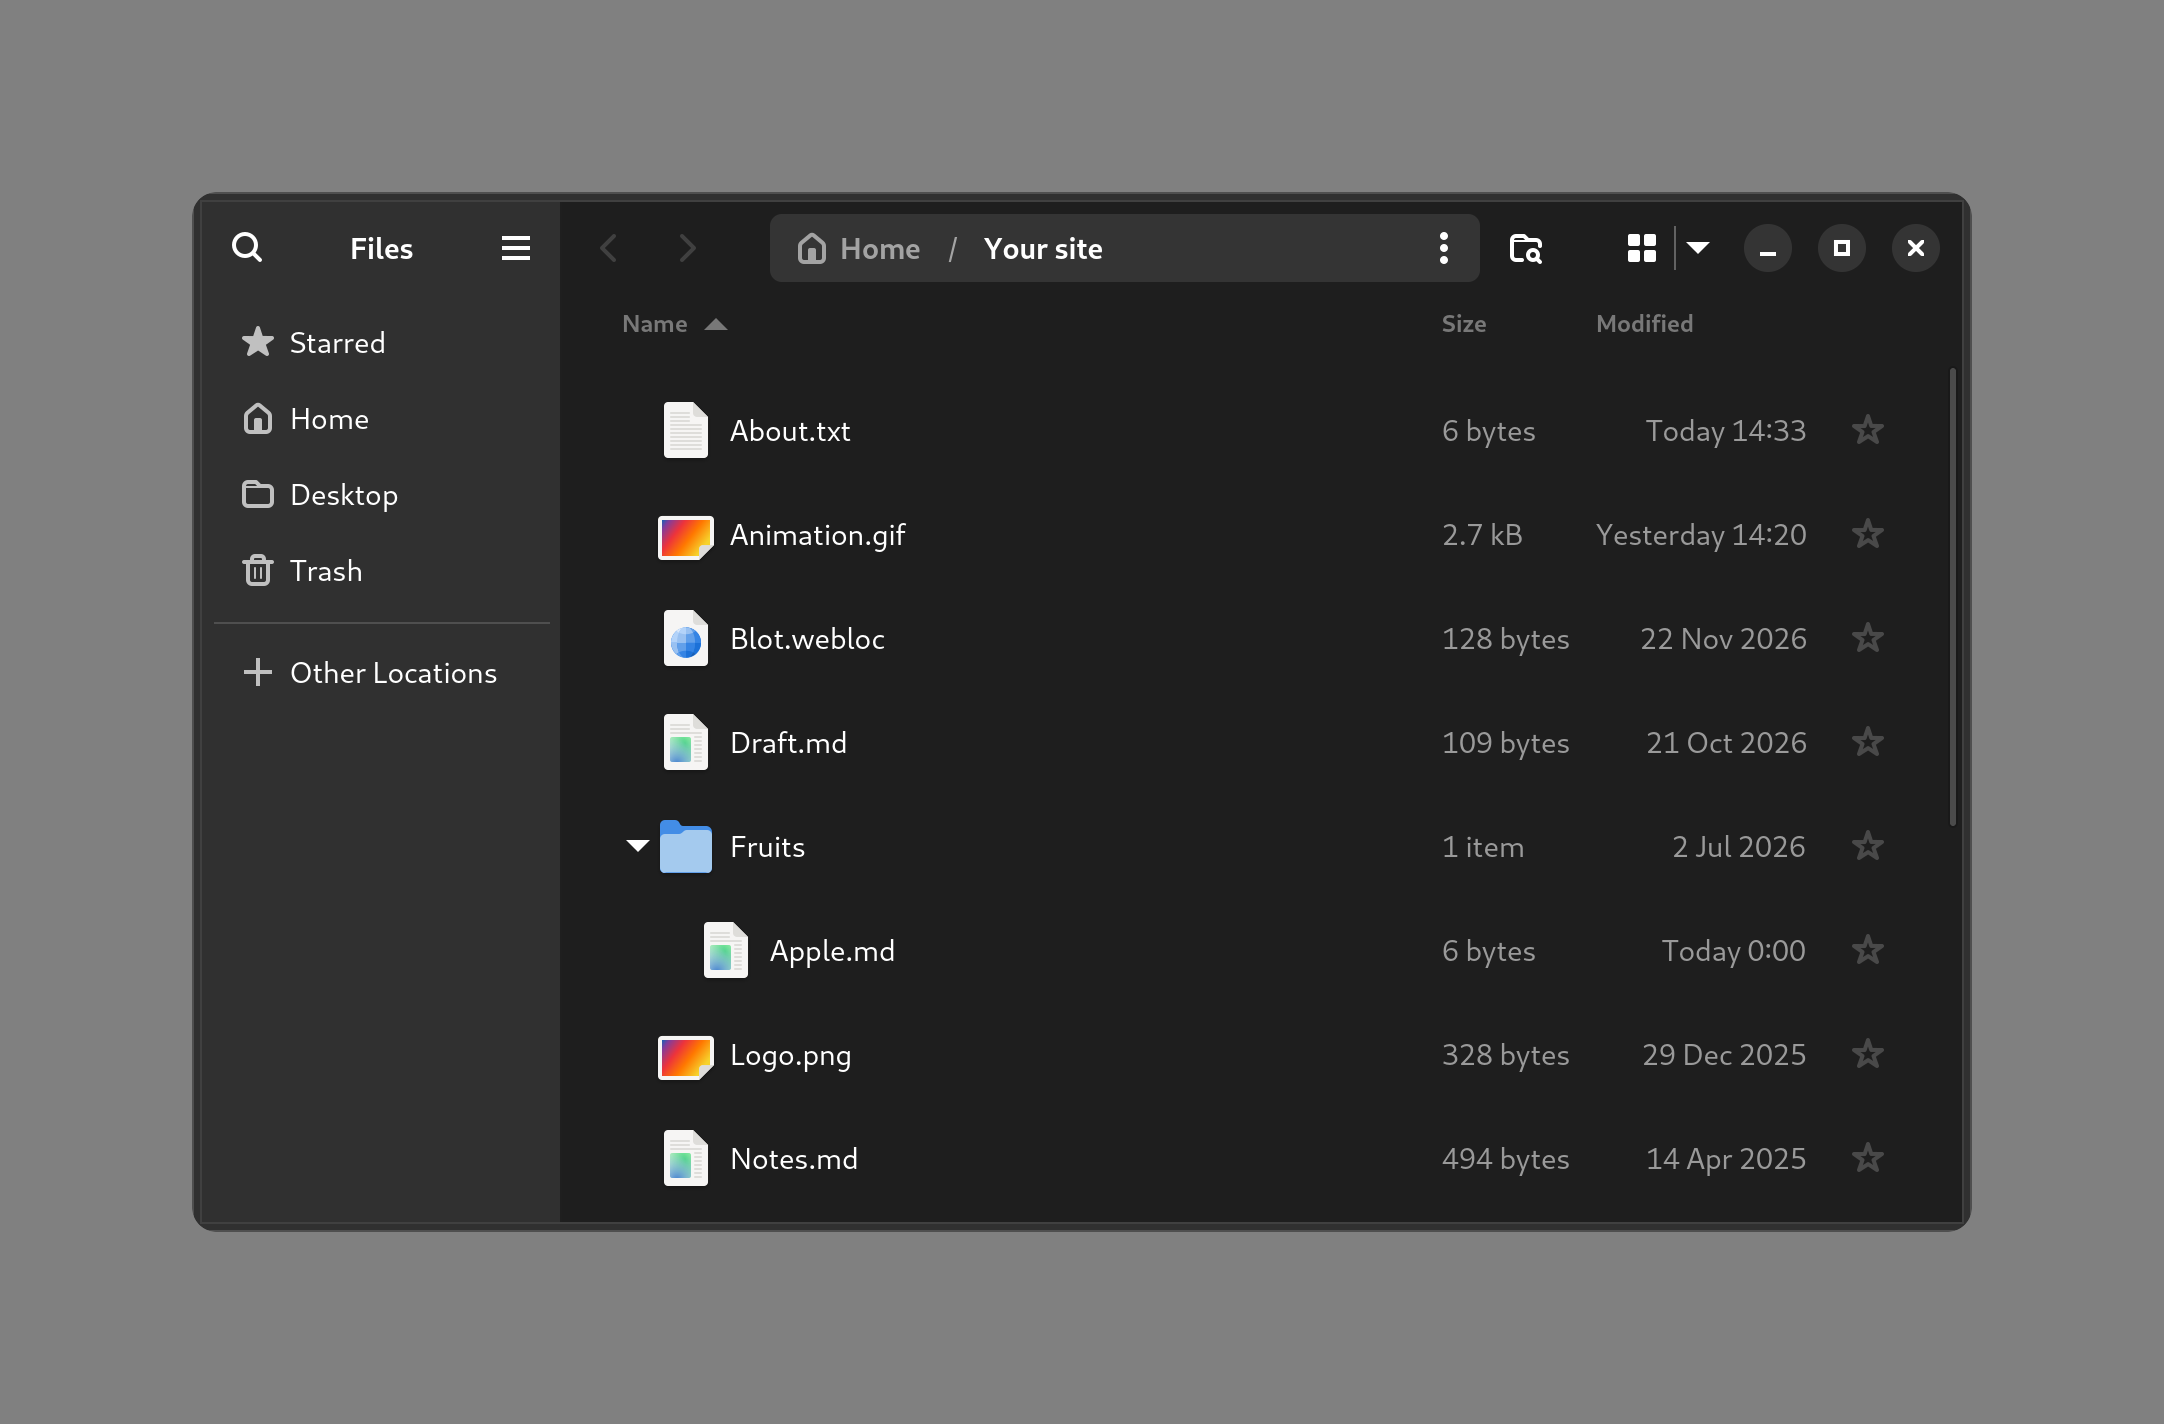 Files
Home / Your site
Starred
Home
Desktop
Trash
Other Locations
Name Size Modified
About.txt 6 bytes Today 14:33
Animation.gif 2.7 kB Yesterday 14:20
Blot.webloc 128 bytes 22 Nov 2026
Draft.md 109 bytes 21 Oct 2026
Fruits 1 item 2 Jul 2026
Apple.md 6 bytes Today 0:00
Logo.png 328 bytes 29 Dec 2025
Notes.md 494 bytes 14 Apr 2025